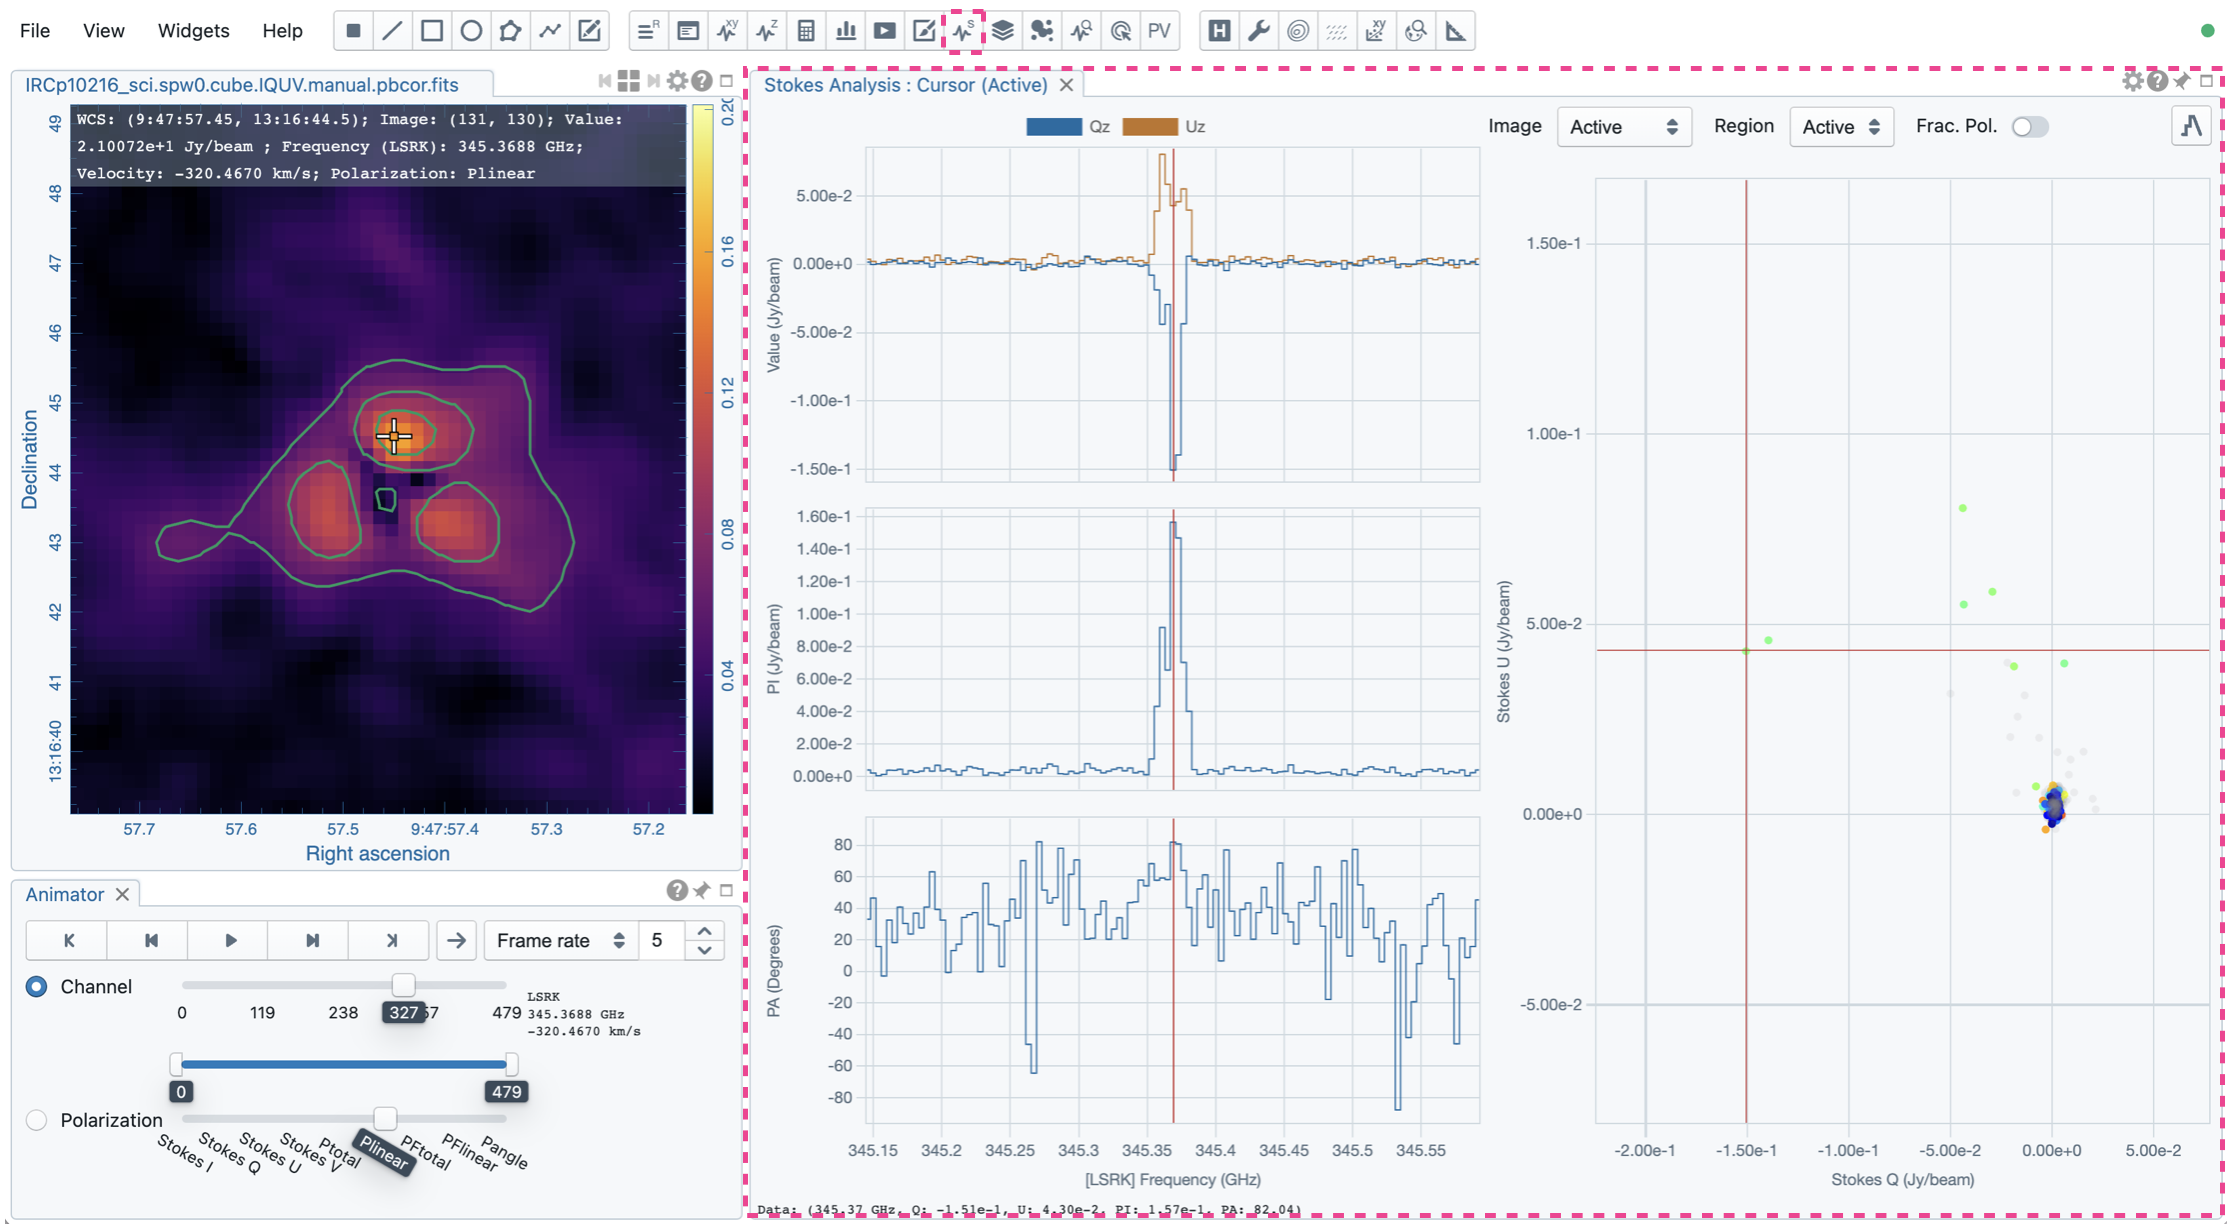 File View Widgets Help
R XY Z S PV H XY
IRCp10216_sci.spw0.cube.IQUV.manual.pbcor.fits
WCS: (9:47:57.45, 13:16:44.5); Image: (131, 130); Value:
2.10072e+1 Jy/beam ; Frequency (LSRK): 345.3688 GHz;
Velocity: -320.4670 km/s; Polarization: Plinear
49
48
47
46
45
44
43
42
41
13:16:40
Declination
0.20
0.16
0.12
0.08
0.04
57.7 57.6 57.5 9:47:57.4 57.3 57.2
Right ascension
Animator
Frame rate 5
Channel
0 119 238 327 57 479
LSRK
345.3688 GHz
-320.4670 km/s
0 479
Polarization
Stokes I Stokes Q Stokes U Stokes V Ptotal Plinear PFtotal PFlinear Pangle
Stokes Analysis : Cursor (Active)
Qz Uz
Image Active Region Active Frac. Pol.
5.00e-2
0.00e+0
-5.00e-2
-1.00e-1
-1.50e-1
Value (Jy/beam)
1.60e-1
1.40e-1
1.20e-1
1.00e-1
8.00e-2
6.00e-2
4.00e-2
2.00e-2
0.00e+0
PI (Jy/beam)
80
60
40
20
0
-20
-40
-60
-80
PA (Degrees)
345.15 345.2 345.25 345.3 345.35 345.4 345.45 345.5 345.55
[LSRK] Frequency (GHz)
1.50e-1
1.00e-1
5.00e-2
0.00e+0
-5.00e-2
Stokes U (Jy/beam)
-2.00e-1 -1.50e-1 -1.00e-1 -5.00e-2 0.00e+0 5.00e-2
Stokes Q (Jy/beam)
Data: (345.37 GHz, Q: -1.51e-1, U: 4.30e-2, PI: 1.57e-1, PA: 82.04)